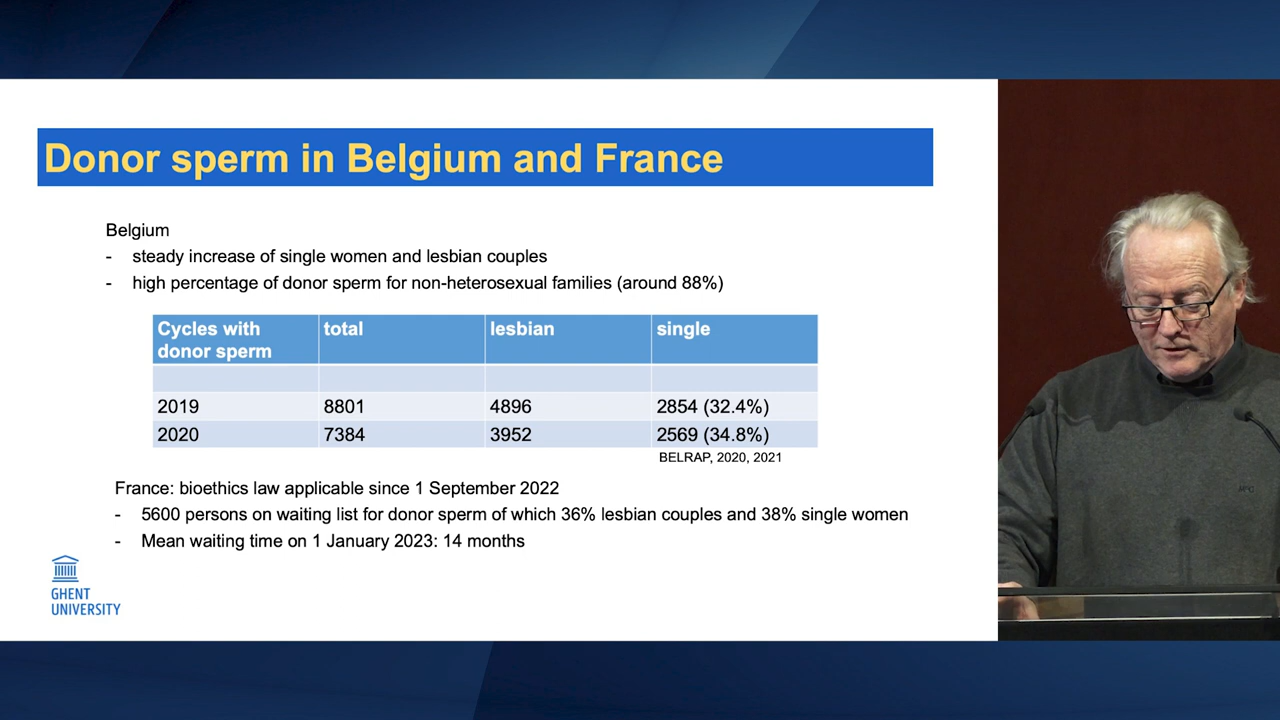 Donor sperm in Belgium and France
Belgium
- steady increase of single women and lesbian couples
- high percentage of donor sperm for non-heterosexual families (around 88%)
Cycles with donor sperm total lesbian single
2019 8801 4896 2854 (32.4%)
2020 7384 3952 2569 (34.8%)
BELRAP, 2020, 2021
France: bioethics law applicable since 1 September 2022
- 5600 persons on waiting list for donor sperm of which 36% lesbian couples and 38% single women
- Mean waiting time on 1 January 2023: 14 months
GHENT
UNIVERSITY